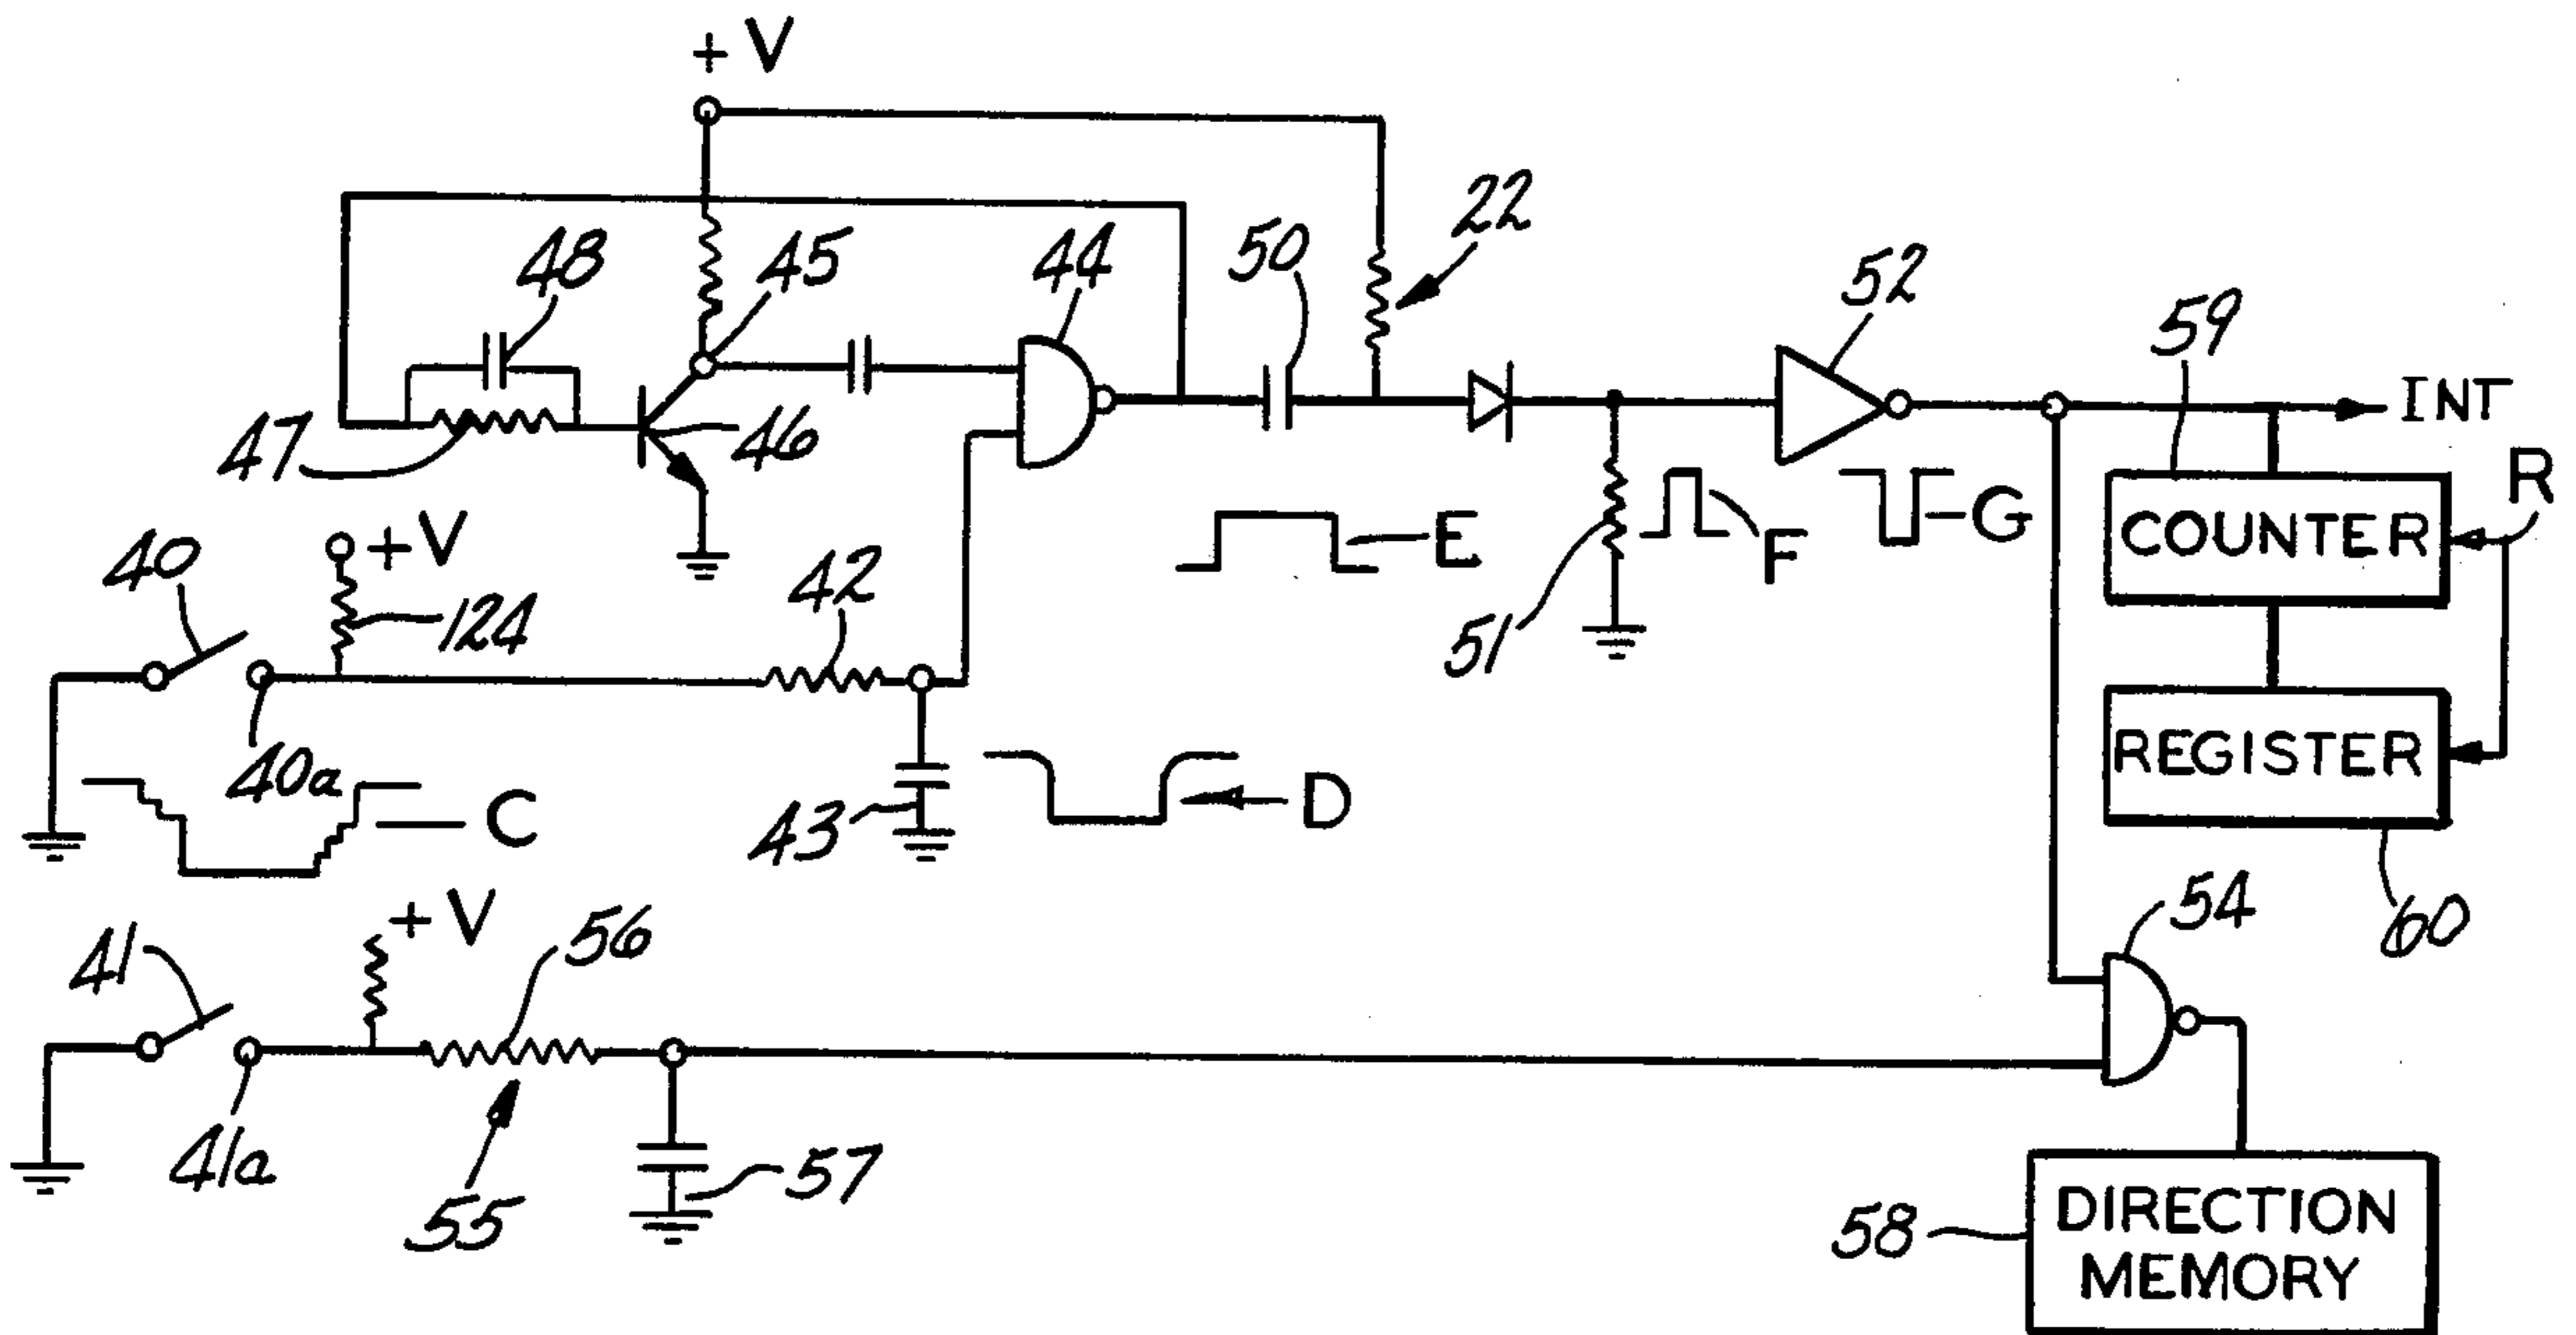 +V
22
48
45
44
50
52
59
INT
47
46
R
+V
E
F
G
COUNTER
40
124
42
51
40a
C
43
D
REGISTER
+V
56
54
60
41
41a
55
57
58
DIRECTION
MEMORY